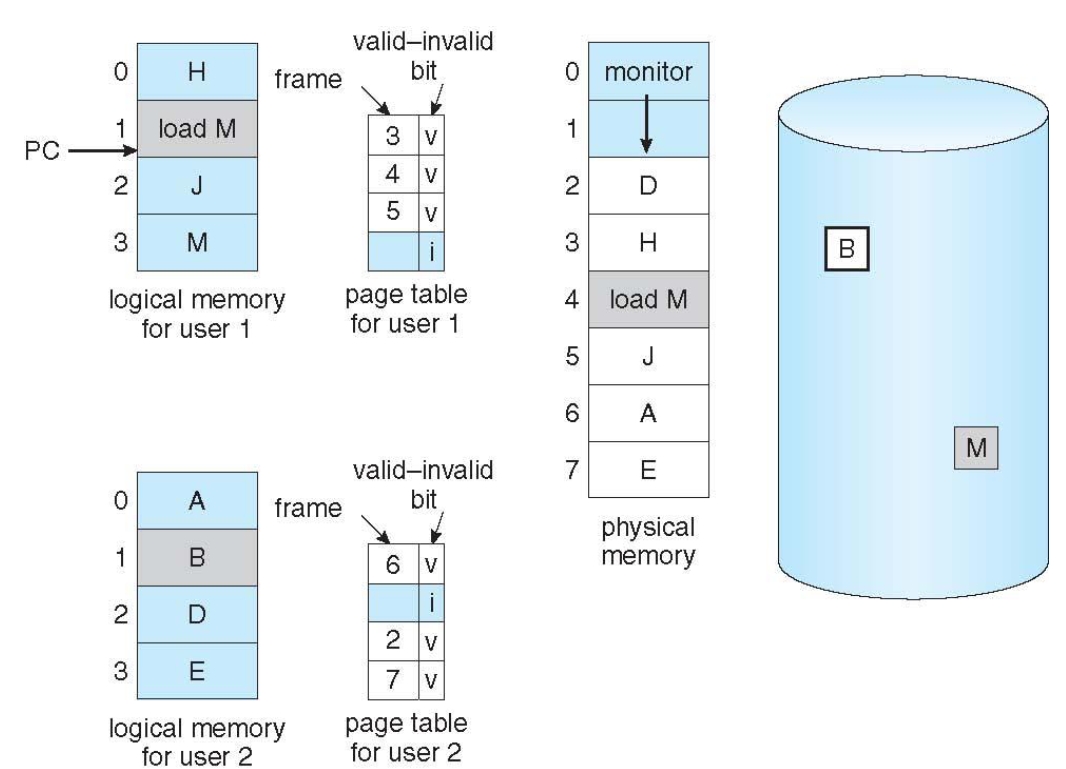 0 H
1 load M
PC
2 J
3 M
logical memory
for user 1
valid–invalid
bit
frame
3 v
4 v
5 v
i
page table
for user 1
0 monitor
1
2 D
3 H
4 load M
5 J
6 A
7 E
physical
memory
B
M
0 A
1 B
2 D
3 E
logical memory
for user 2
valid–invalid
bit
frame
6 v
i
2 v
7 v
page table
for user 2